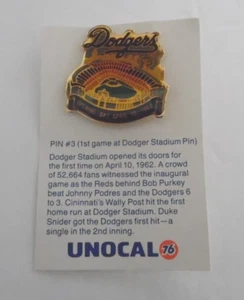 Dodgers
PIN #3 (1st game at Dodger Stadium Pin)
Dodger Stadium opened its doors for
the first time on April 10, 1962. A crowd
of 52,664 fans witnessed the inaugural
game as the Reds behind Bob Purkey
beat Johnny Podres and the Dodgers 6
to 3. Cincinnati's Wally Post hit the first
home run at Dodger Stadium. Duke
Snider got the Dodgers first hit—a
single in the 2nd inning.
UNOCAL 76